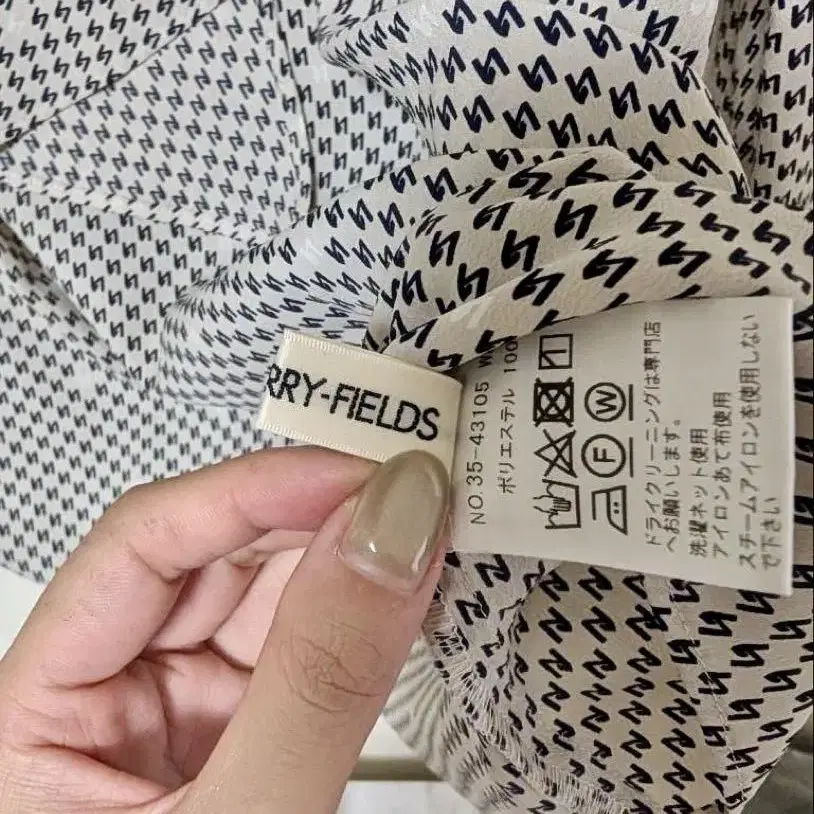 RRY-FIELDS
NO.35-43105 W
ポリエステル 100
W
F
ドライクリーニングは専門店
へお願いします。
洗濯ネット使用
アイロンあて布使用
スチームアイロンを使用しない
で下さい